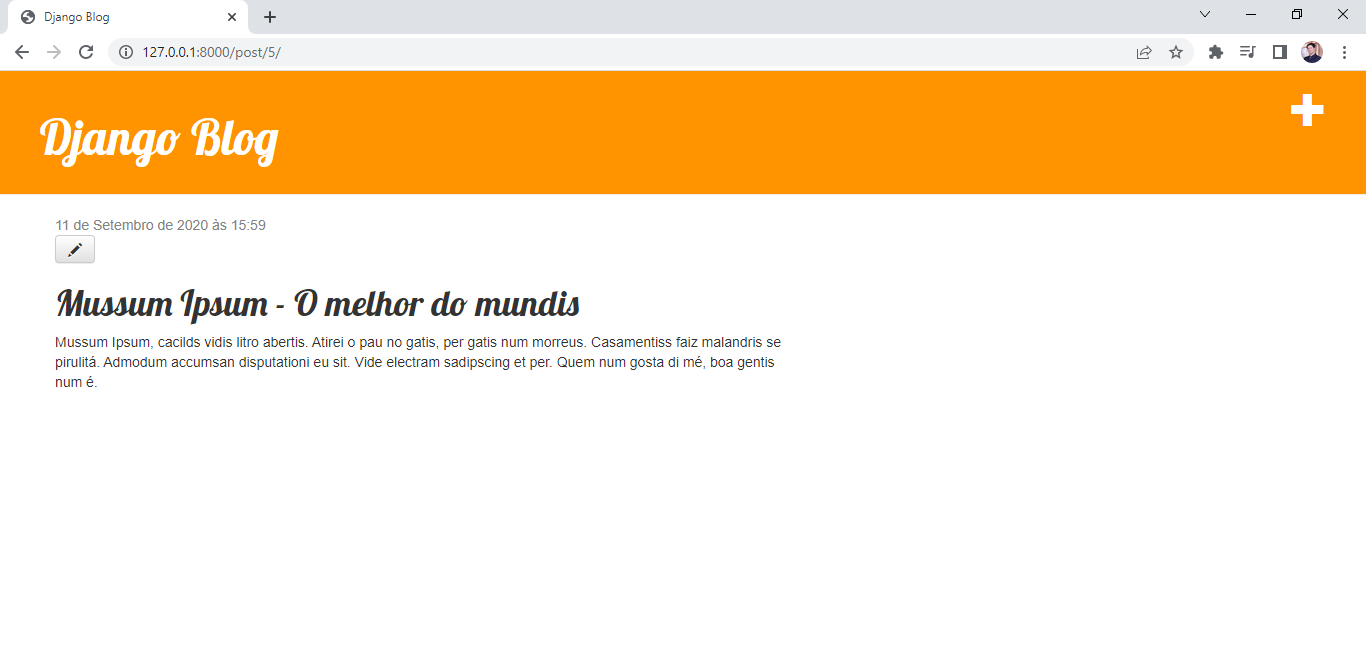 Django Blog
127.0.0.1:8000/post/5/
Django Blog
11 de Setembro de 2020 às 15:59
Mussum Ipsum - O melhor do mundis
Mussum Ipsum, cacilds vidis litro abertis. Atirei o pau no gatis, per gatis num morreus. Casamentiss faiz malandris se
pirulitá. Admodum accumsan disputationi eu sit. Vide electram sadipscing et per. Quem num gosta di mé, boa gentis
num é.